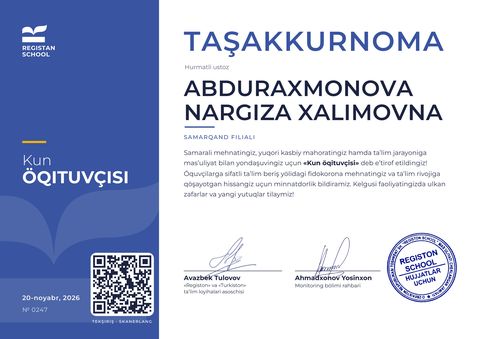 REGISTAN
SCHOOL
Kun
ÖQITUVÇISI
20-noyabr, 2026
№ 0247
TEKŞIRIŞ - SKANERLANG
TAŞAKKURNOMA
Hurmatli ustoz
ABDURAXMONOVA
NARGIZA XALIMOVNA
SAMARQAND FILIALI
Samarali mehnatingiz, yuqori kasbiy mahoratingiz hamda ta’lim jarayoniga
mas’uliyat bilan yondaşuvingiz uçun «Kun öqituvçisi» deb e’tirof etildingiz!
Öquvçilarga sifatli ta’lim beriş yölidagi fidokorona mehnatingiz va ta’lim rivojiga
qöşayotgan hissangiz uçun minnatdorlik bildiramiz. Kelgusi faoliyatingizda ulkan
zafarlar va yangi yutuqlar tilaymiz!
Avazbek Tulovov
«Registon» va «Turkiston»
ta’lim loyihalari asoschisi
Ahmadxonov Yosinxon
Monitoring bölimi rahbari
REGISTON
SCHOOL
HUJJATLAR
UCHUN